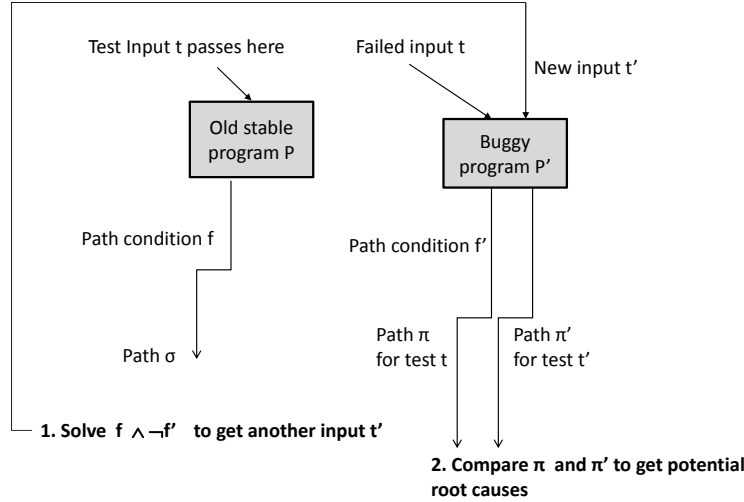 Test Input t passes here
Failed input t
New input t’
Old stable
program P
Buggy
program P’
Path condition f
Path condition f’
Path σ
Path π
for test t
Path π’
for test t’
1. Solve f ∧ ¬f’ to get another input t’
2. Compare π and π’ to get potential
root causes